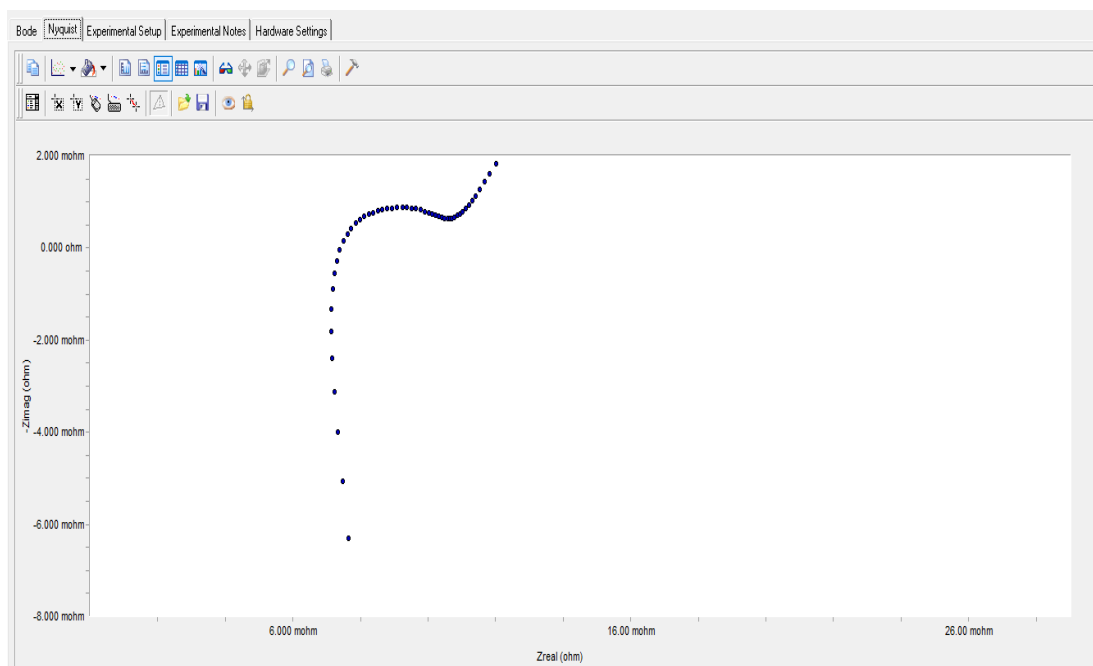 Bode Nyquist Experimental Setup Experimental Notes Hardware Settings
2.000 mohm
0.000 ohm
-2.000 mohm
-Zimag (ohm)
-4.000 mohm
-6.000 mohm
-8.000 mohm
6.000 mohm 16.00 mohm 26.00 mohm
Zreal (ohm)